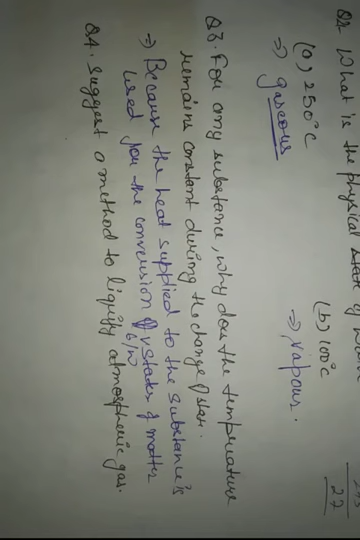 Q2. What is the physical state of water
(a) 250°C (b) 100°C
⇒ gaseous ⇒ vapour.
27
Q3. For any substance, why does the temperature
remains constant during the change of state.
⇒ Because the heat supplied to the substance is
used for the conversion of states of matter
b/w
Q4. Suggest a method to liquify atmospheric gas.